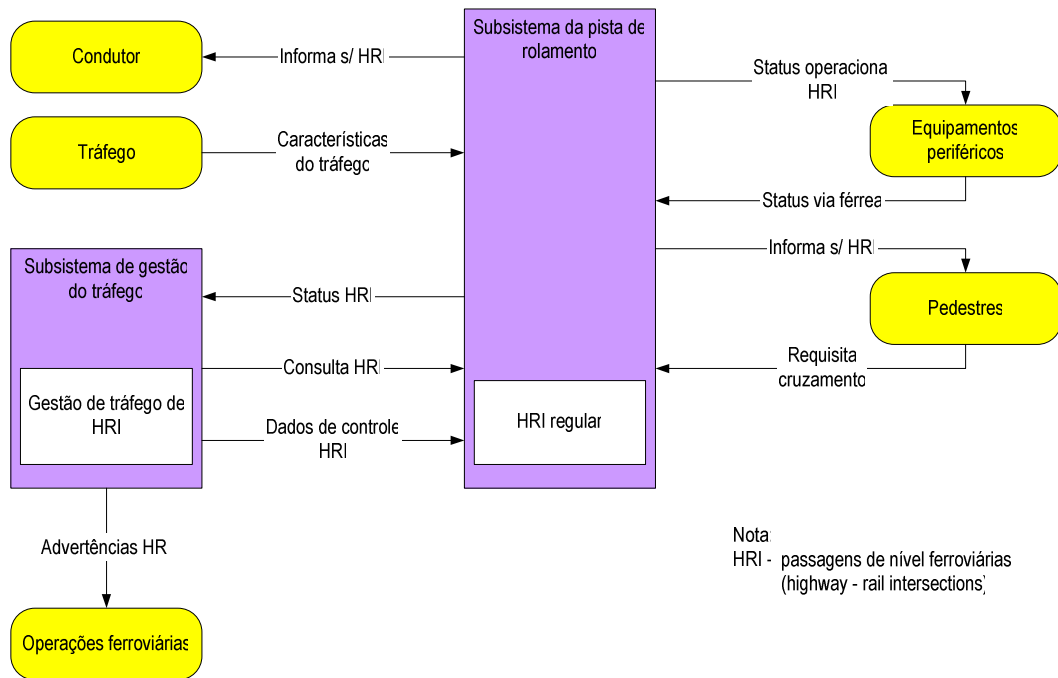 Condutor
Informa s/ HRI
Subsistema da pista de
rolamento
Status operaciona
HRI
Equipamentos
periféricos
Tráfego
Características
do tráfego
Status via férrea
Informa s/ HRI
Subsistema de gestão
do tráfego
Status HRI
Pedestres
Consulta HRI
Requisita
cruzamento
Gestão de tráfego de
HRI
HRI regular
Dados de controle
HRI
Advertências HR
Nota:
HRI - passagens de nível ferroviárias
(highway - rail intersections)
Operações ferroviárias